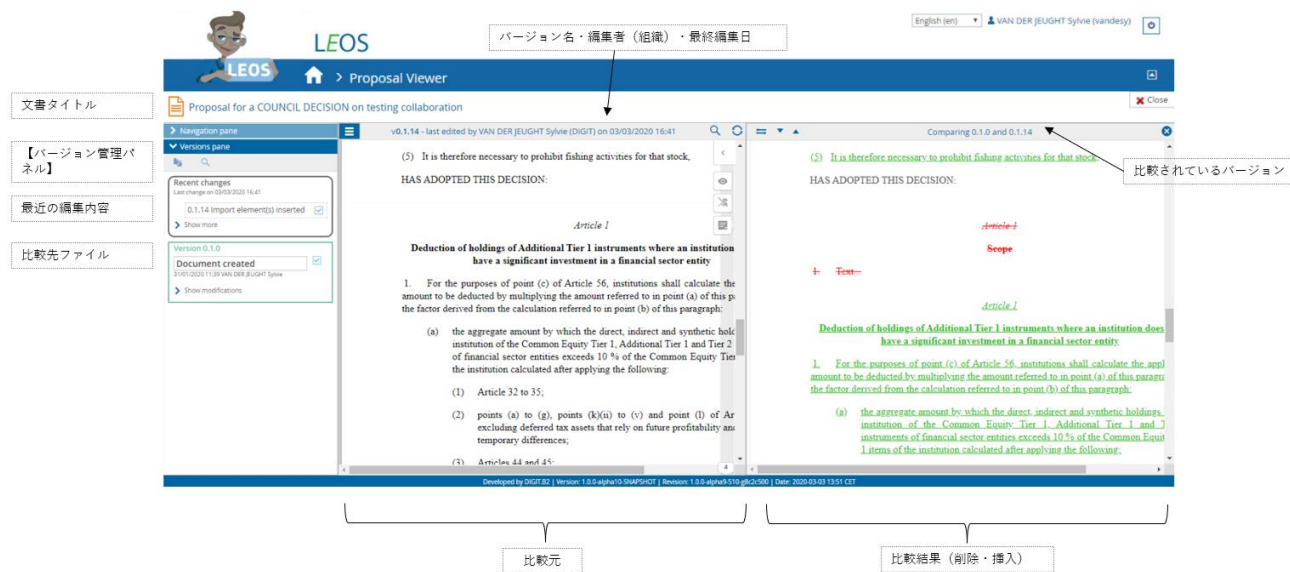 English (en)
VAN DER JEUGHT Sylvie (vandesy)
LEOS
バージョン名・編集者（組織）・最終編集日
LEOS
> Proposal Viewer
文書タイトル
Proposal for a COUNCIL DECISION on testing collaboration
Close
Navigation pane
v0.1.14 - last edited by VAN DER JEUGHT Sylvie (DIGIT) on 03/03/2020 16:41
Comparing 0.1.0 and 0.1.14
Versions pane
【バージョン管理パ
ネル】
比較されているバージョン
Recent changes
Last change on 03/03/2020 16:41
最近の編集内容
0.1.14 Import element(s) inserted
Show more
比較先ファイル
Version 0.1.0
Document created
31/01/2020 11:39 VAN DER JEUGHT Sylvie
Show modifications
(5) It is therefore necessary to prohibit fishing activities for that stock,
HAS ADOPTED THIS DECISION:
Article 1
Deduction of holdings of Additional Tier 1 instruments where an institution
have a significant investment in a financial sector entity
1. For the purposes of point (c) of Article 56, institutions shall calculate the
amount to be deducted by multiplying the amount referred to in point (a) of this pa
the factor derived from the calculation referred to in point (b) of this paragraph:
(a) the aggregate amount by which the direct, indirect and synthetic hold
institution of the Common Equity Tier 1, Additional Tier 1 and Tier 2
of financial sector entities exceeds 10 % of the Common Equity Tier
the institution calculated after applying the following:
(1) Article 32 to 35;
(2) points (a) to (g), points (k)(ii) to (v) and point (l) of Ar
excluding deferred tax assets that rely on future profitability and
temporary differences;
(3) Articles 44 and 45;
4
(5) It is therefore necessary to prohibit fishing activities for that stock,
HAS ADOPTED THIS DECISION:
Article 1
Scope
1. Text...
Article 1
Deduction of holdings of Additional Tier 1 instruments where an institution does
have a significant investment in a financial sector entity
1. For the purposes of point (c) of Article 56, institutions shall calculate the appl
amount to be deducted by multiplying the amount referred to in point (a) of this paragra
the factor derived from the calculation referred to in point (b) of this paragraph:
(a) the aggregate amount by which the direct, indirect and synthetic holdings
institution of the Common Equity Tier 1, Additional Tier 1 and T
instruments of financial sector entities exceeds 10 % of the Common Equit
1 items of the institution calculated after applying the following:
Developed by DIGIT.B2 | Version: 1.0.0-alpha10-SNAPSHOT | Revision: 1.0.0-alpha9-510-g8c2c500 | Date: 2020-03-03 13:51 CET
比較元
比較結果（削除・挿入）